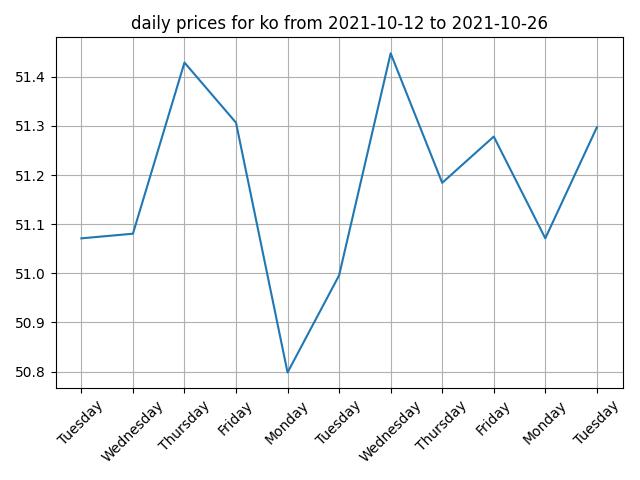 daily prices for ko from 2021-10-12 to 2021-10-26
51.4
51.3
51.2
51.1
51.0
50.9
50.8
Tuesday
Wednesday
Thursday
Friday
Monday
Tuesday
Wednesday
Thursday
Friday
Monday
Tuesday